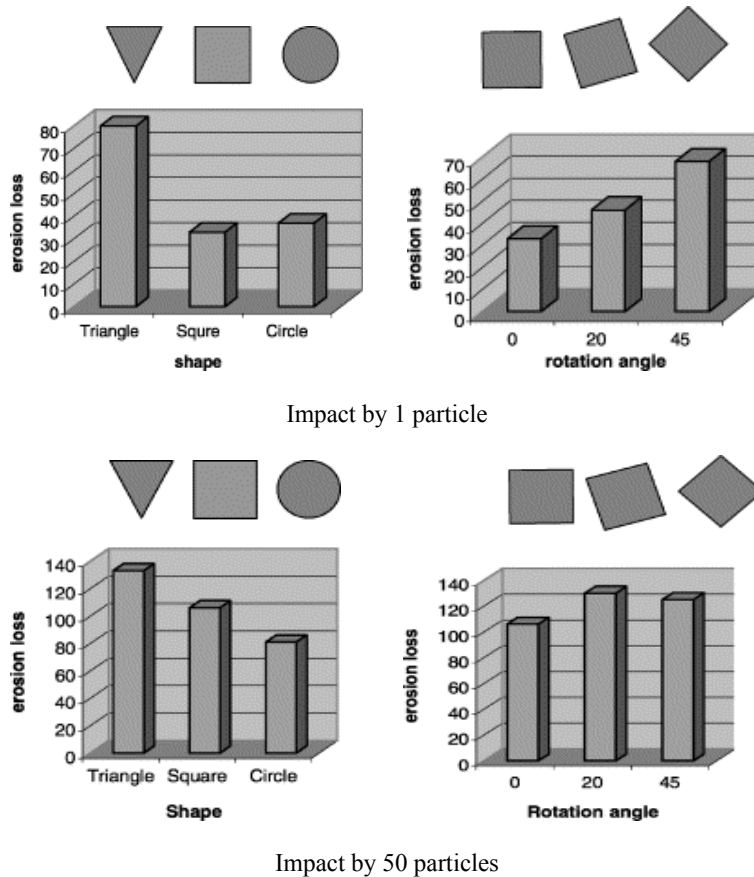 80
70
60
50
40
30
20
10
0
erosion loss
Triangle Squre Circle
shape
70
60
50
40
30
20
10
0
erosion loss
0 20 45
rotation angle
Impact by 1 particle
140
120
100
80
60
40
20
0
erosion loss
Triangle Square Circle
Shape
140
120
100
80
60
40
20
0
erosion loss
0 20 45
Rotation angle
Impact by 50 particles